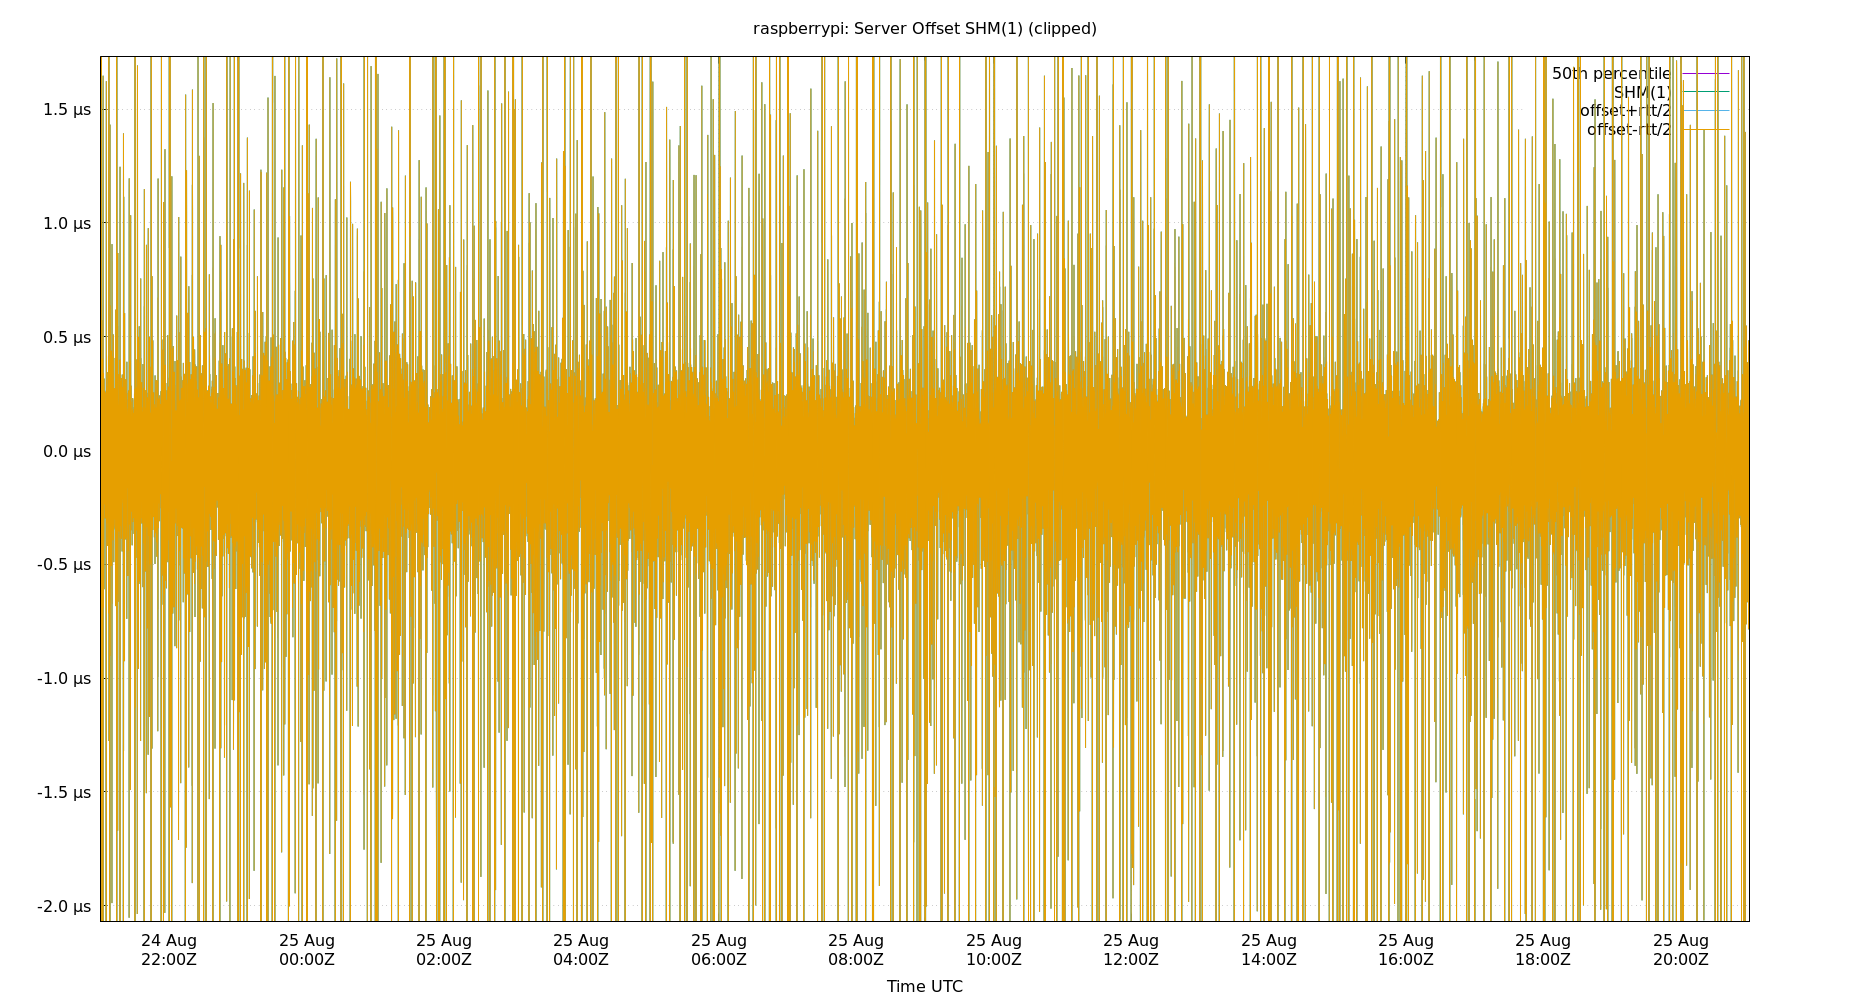 raspberrypi: Server Offset SHM(1) (clipped)
50th percentile
SHM(1)
offset+rtt/2
offset-rtt/2
1.5 µs
1.0 µs
0.5 µs
0.0 µs
-0.5 µs
-1.0 µs
-1.5 µs
-2.0 µs
24 Aug 25 Aug 25 Aug 25 Aug 25 Aug 25 Aug 25 Aug 25 Aug 25 Aug 25 Aug 25 Aug 25 Aug
22:00Z 00:00Z 02:00Z 04:00Z 06:00Z 08:00Z 10:00Z 12:00Z 14:00Z 16:00Z 18:00Z 20:00Z
Time UTC